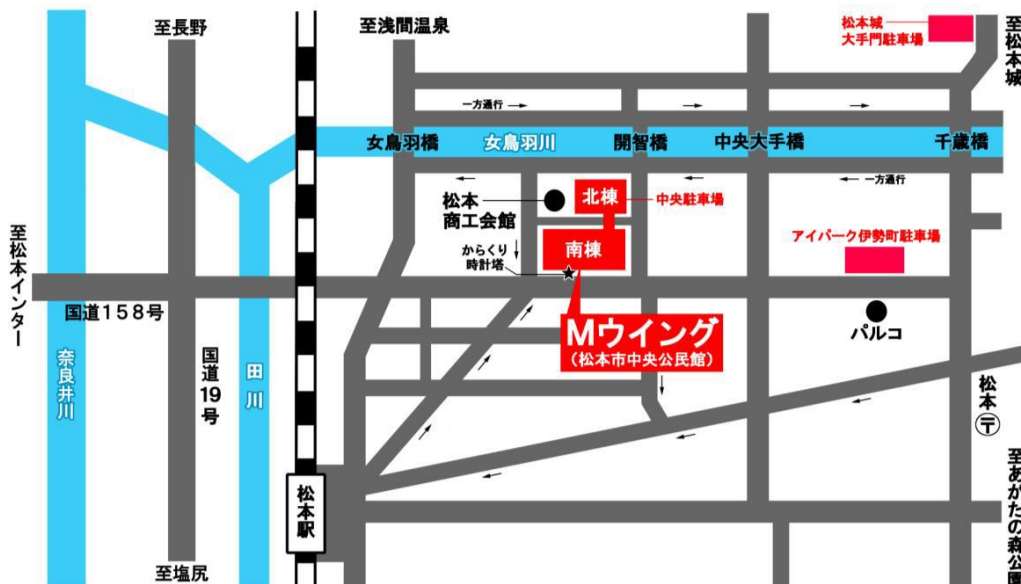 至長野
至浅間温泉
松本城
大手門駐車場
至松本城
一方通行
女鳥羽橋
女鳥羽川
開智橋
中央大手橋
千歳橋
一方通行
松本
商工会館
北棟
中央駐車場
からくり
時計塔
南棟
アイパーク伊勢町駐車場
至松本インター
国道158号
Mウイング
(松本市中央公民館)
パルコ
奈良井川
国道19号
田川
松本〒
松本駅
至あがたの森公園
至塩尻